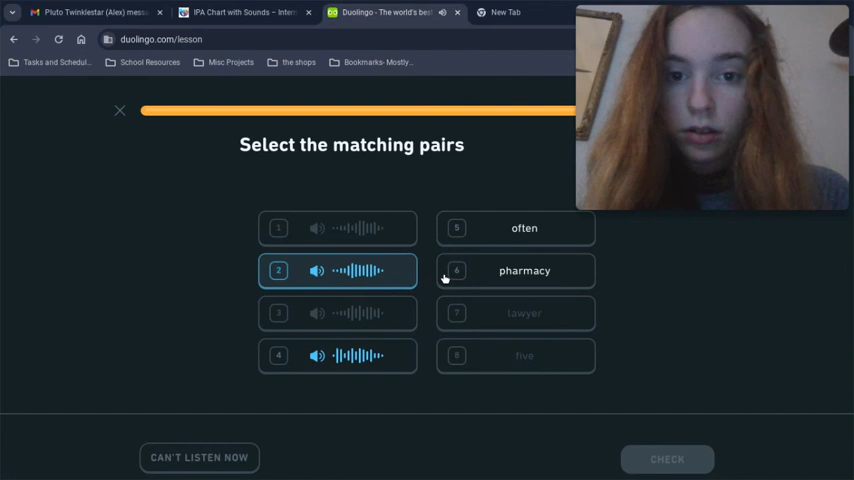 Pluto Twinklestar (Alex) messa
IPA Chart with Sounds – Intern
Duolingo - The world's best
New Tab
duolingo.com/lesson
Tasks and Schedul...
School Resources
Misc Projects
the shops
Bookmarks- Mostly...
Select the matching pairs
1
5 often
2
6 pharmacy
3
7 lawyer
4
8 five
CAN'T LISTEN NOW
CHECK